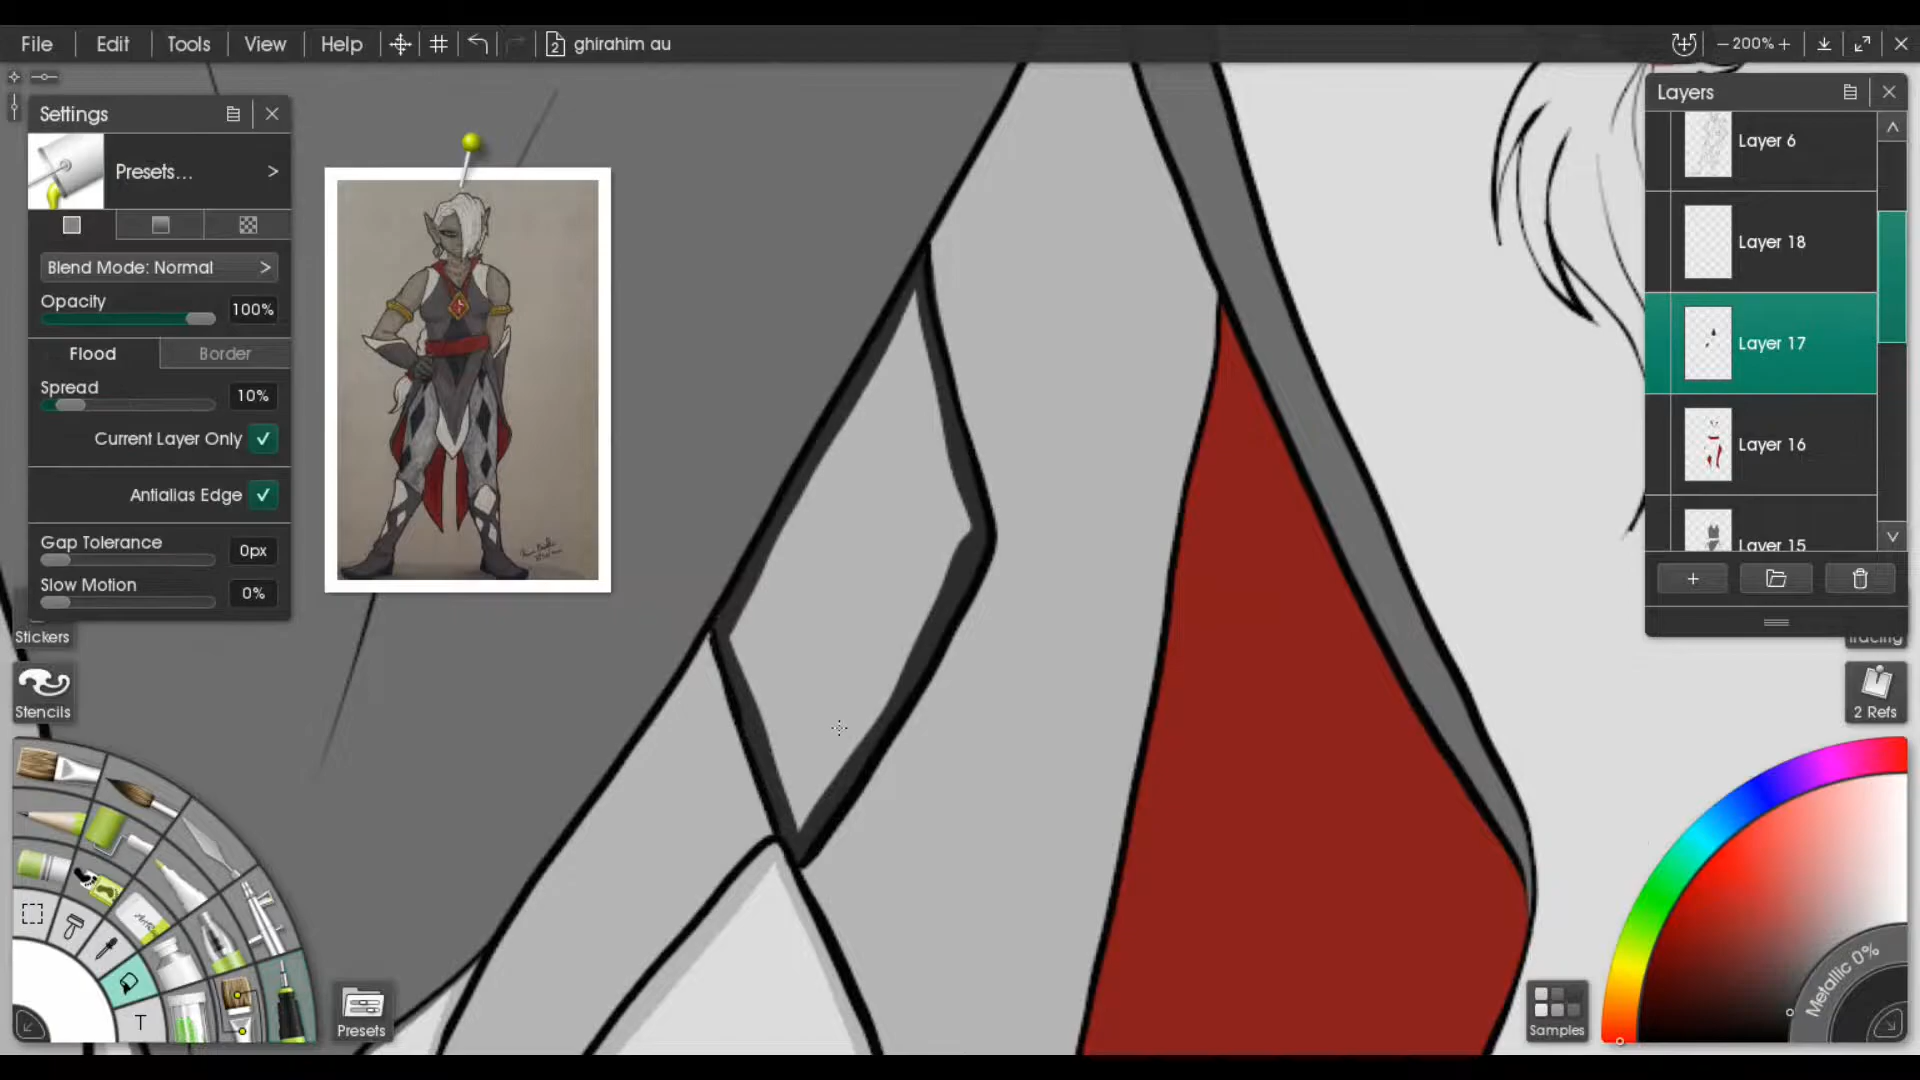 File Edit Tools View Help 2 ghirahim au 200%
Settings
Presets...
Blend Mode: Normal
Opacity 100%
Flood Border
Spread 10%
Current Layer Only
Antialias Edge
Gap Tolerance 0px
Slow Motion 0%
Stickers
Stencils
T
Presets
Layers
Layer 6
Layer 18
Layer 17
Layer 16
Layer 15
Tracing
2 Refs
Metallic 0%
Samples